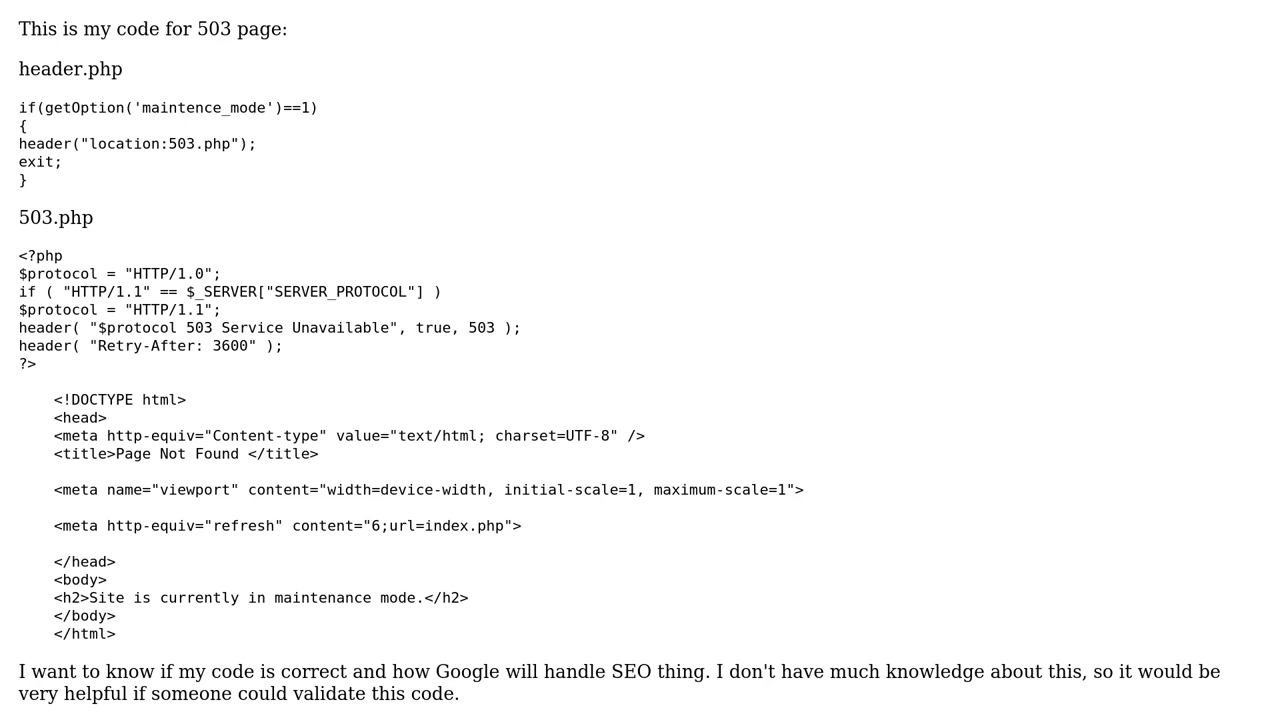 This is my code for 503 page:
header.php
if(getOption('maintence_mode')==1)
{
header("location:503.php");
exit;
}
503.php
<?php
$protocol = "HTTP/1.0";
if ( "HTTP/1.1" == $_SERVER["SERVER_PROTOCOL"] )
$protocol = "HTTP/1.1";
header( "$protocol 503 Service Unavailable", true, 503 );
header( "Retry-After: 3600" );
?>
<!DOCTYPE html>
<head>
<meta http-equiv="Content-type" value="text/html; charset=UTF-8" />
<title>Page Not Found </title>
<meta name="viewport" content="width=device-width, initial-scale=1, maximum-scale=1">
<meta http-equiv="refresh" content="6;url=index.php">
</head>
<body>
<h2>Site is currently in maintenance mode.</h2>
</body>
</html>
I want to know if my code is correct and how Google will handle SEO thing. I don't have much knowledge about this, so it would be
very helpful if someone could validate this code.